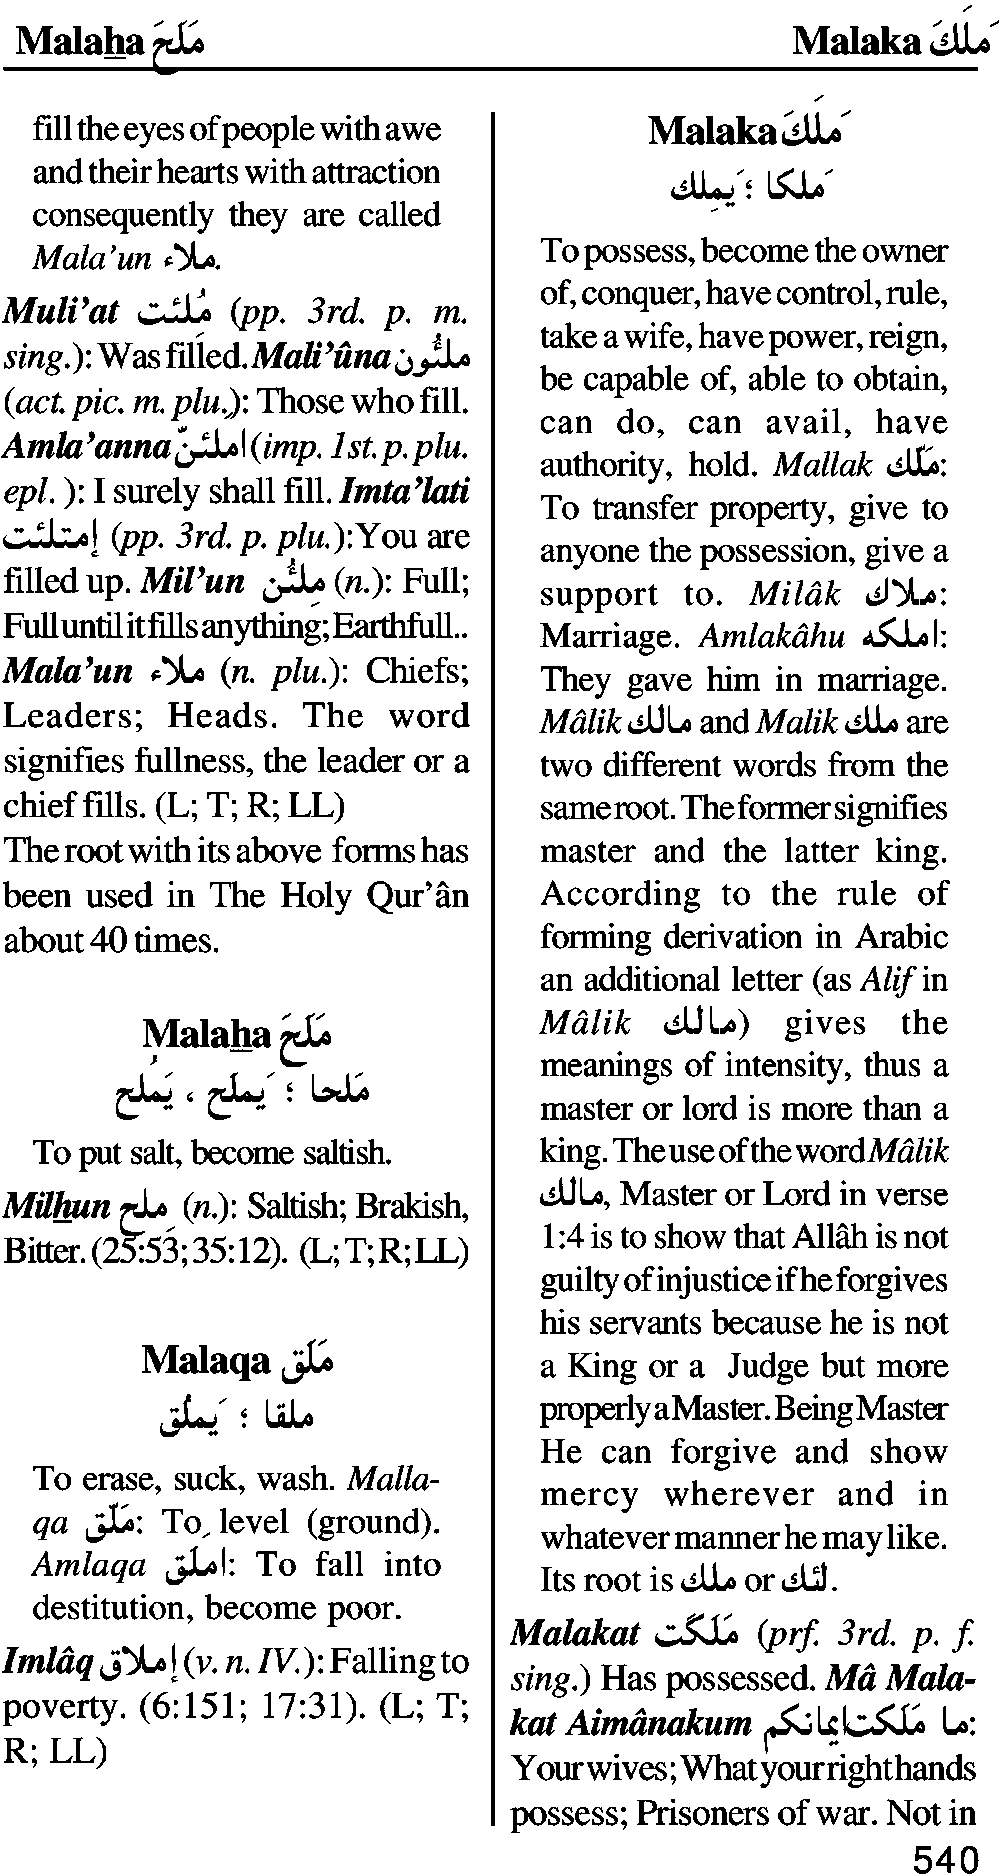 Malaha مَلَحَ
Malaka مَلَكَ
fill the eyes of people with awe
and their hearts with attraction
consequently they are called
Mala'un ملاء.
Muli'at مُلِئت (pp. 3rd. p. m.
sing.): Was filled. Mali'ûna ملئُون
(act. pic. m. plu.): Those who fill.
Amla'anna املئنّ (imp. 1st. p. plu.
epl. ): I surely shall fill. Imta'lati
إمتلئت (pp. 3rd. p. plu.): You are
filled up. Mil'un مِلئُن (n.): Full;
Full until it fills anything; Earthfull..
Mala'un ملاء (n. plu.): Chiefs;
Leaders; Heads. The word
signifies fullness, the leader or a
chief fills. (L; T; R; LL)
The root with its above forms has
been used in The Holy Qur'ân
about 40 times.
Malaha مَلَحَ
مَلحا ؛ يَملَح ، يَملُح
To put salt, become saltish.
Milhun مِلح (n.): Saltish; Brakish,
Bitter. (25:53; 35:12). (L; T; R; LL)
Malaqa مَلَق
ملقا ؛ يَملُق
To erase, suck, wash. Malla-
qa مَلّق: To level (ground).
Amlaqa املَق: To fall into
destitution, become poor.
Imlâq إملاق (v. n. IV.): Falling to
poverty. (6:151; 17:31). (L; T;
R; LL)
Malaka مَلَكَ
مَلكا ؛ يَملِك
To possess, become the owner
of, conquer, have control, rule,
take a wife, have power, reign,
be capable of, able to obtain,
can do, can avail, have
authority, hold. Mallak ملّك:
To transfer property, give to
anyone the possession, give a
support to. Milâk ملاك:
Marriage. Amlakâhu املكه:
They gave him in marriage.
Mâlik مالك and Malik ملك are
two different words from the
same root. The former signifies
master and the latter king.
According to the rule of
forming derivation in Arabic
an additional letter (as Alif in
Mâlik مالك) gives the
meanings of intensity, thus a
master or lord is more than a
king. The use of the word Mâlik
مالك, Master or Lord in verse
1:4 is to show that Allâh is not
guilty of injustice if he forgives
his servants because he is not
a King or a Judge but more
properly a Master. Being Master
He can forgive and show
mercy wherever and in
whatever manner he may like.
Its root is ملك or لئك.
Malakat مَلَكَت (prf. 3rd. p. f.
sing.) Has possessed. Mâ Mala-
kat Aimânakum ما مَلَكَت ايمانكم:
Your wives; What your right hands
possess; Prisoners of war. Not in
540